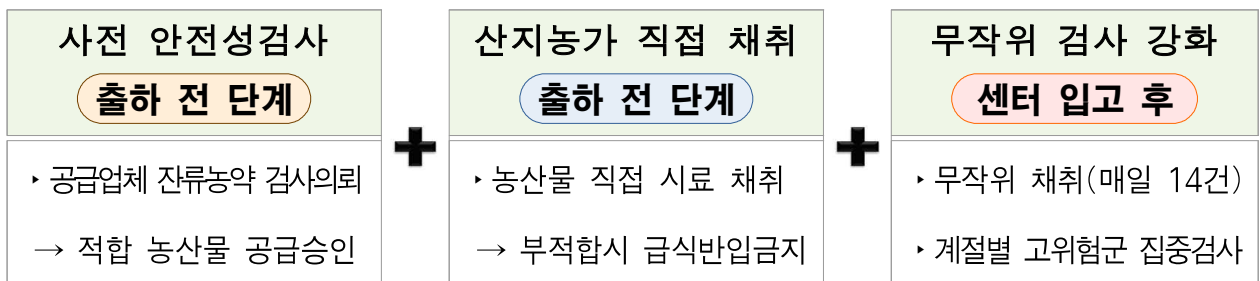 사전 안전성검사
출하 전 단계
‣ 공급업체 잔류농약 검사의뢰
→ 적합 농산물 공급승인
산지농가 직접 채취
출하 전 단계
‣ 농산물 직접 시료 채취
→ 부적합시 급식반입금지
무작위 검사 강화
센터 입고 후
‣ 무작위 채취(매일 14건)
‣ 계절별 고위험군 집중검사